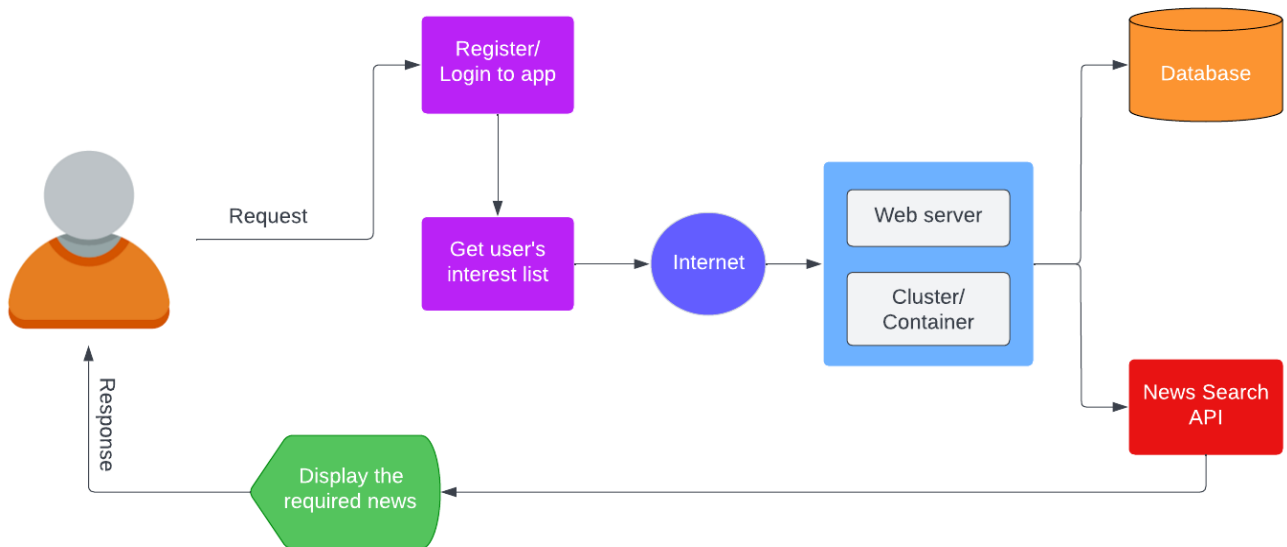 Register/
Login to app
Database
Request
Get user's
interest list
Internet
Web server
Cluster/
Container
News Search
API
Response
Display the
required news